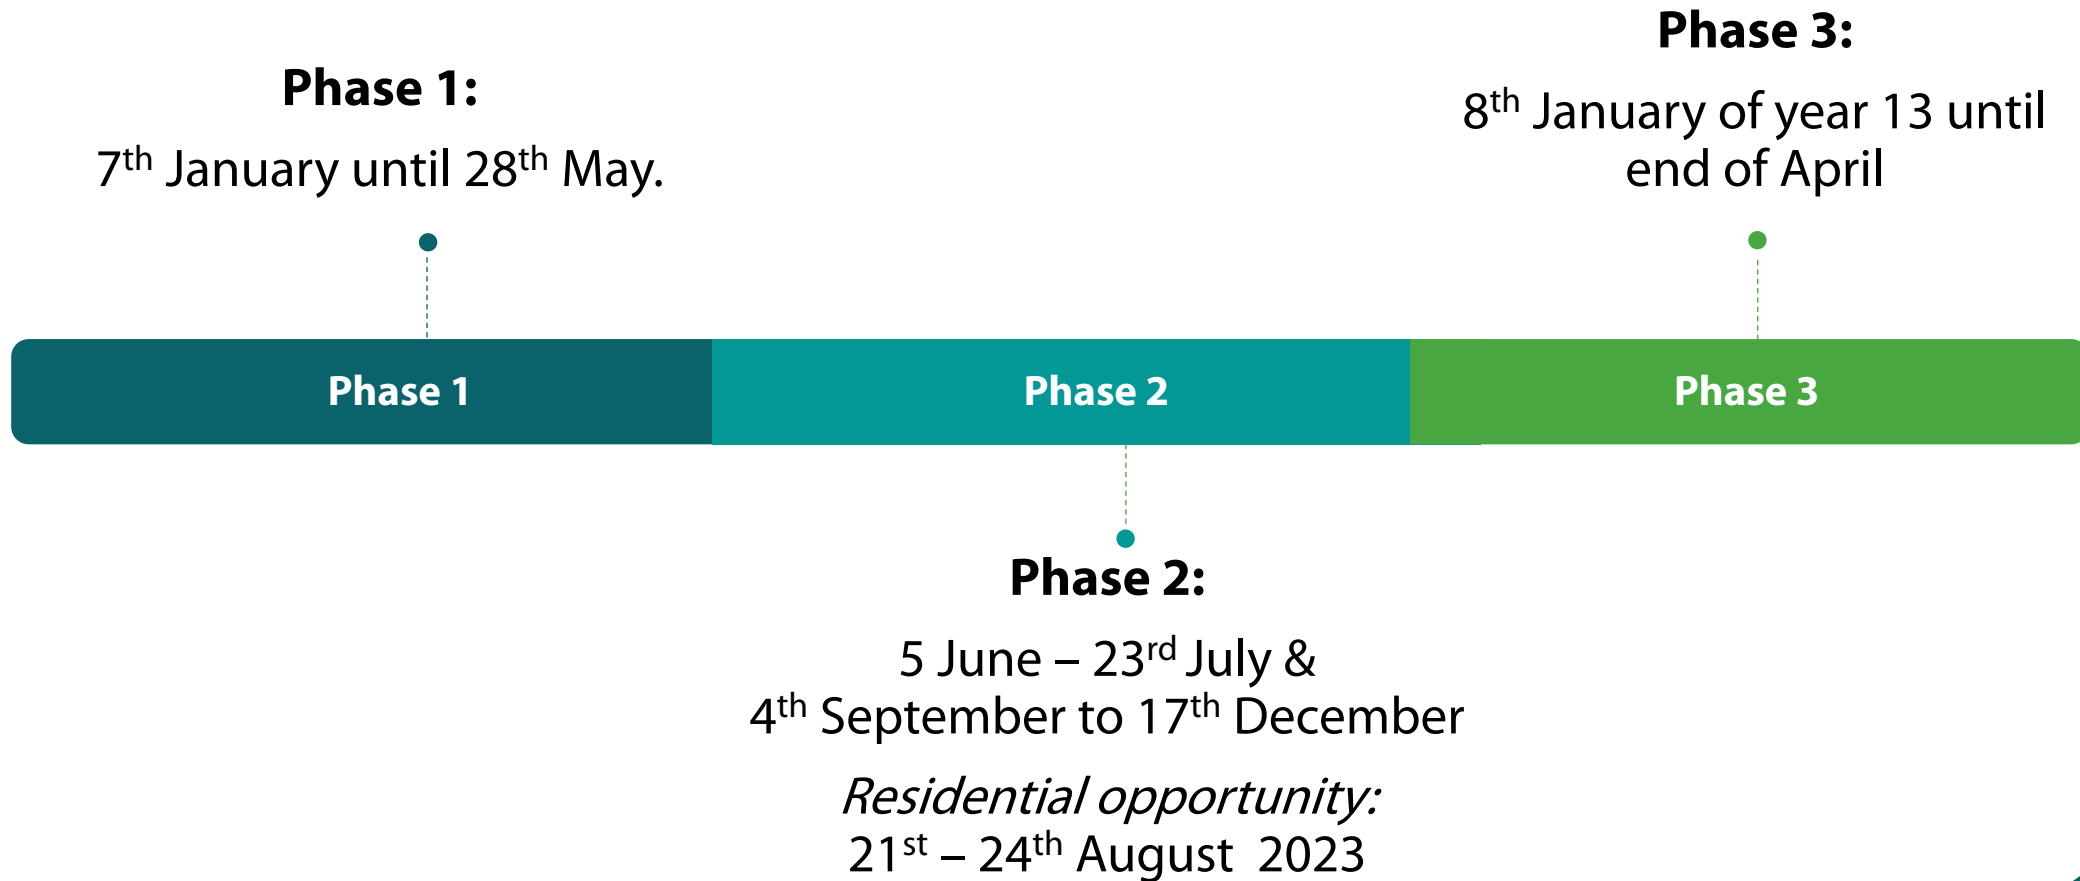 Phase 1:
7th January until 28th May.
Phase 3:
8th January of year 13 until
end of April
Phase 1
Phase 2
Phase 3
Phase 2:
5 June – 23rd July &
4th September to 17th December
Residential opportunity:
21st – 24th August  2023